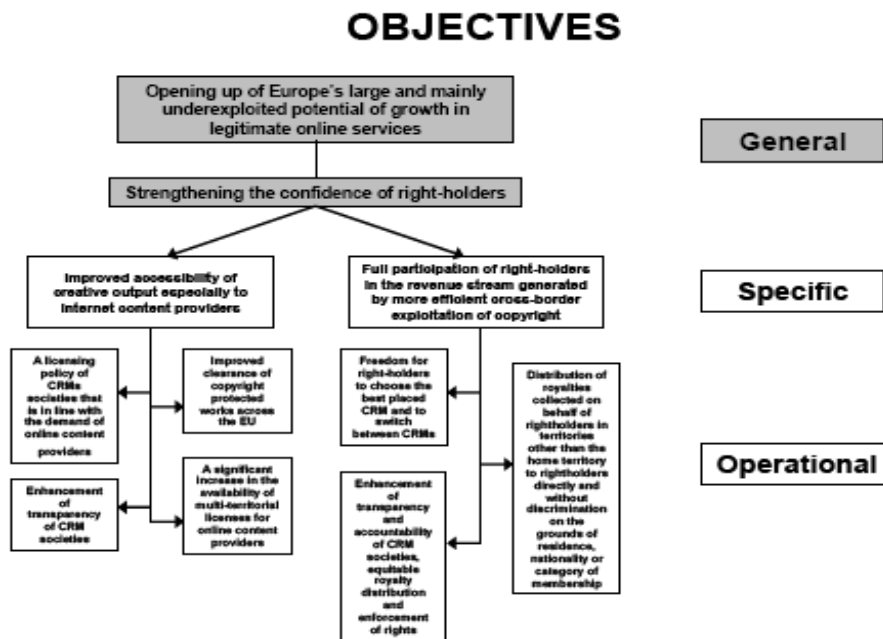 OBJECTIVES
Opening up of Europe's large and mainly
underexploited potential of growth in
legitimate online services
General
Strengthening the confidence of right-holders
Improved accessibility of
creative output especially to
Internet content providers
Full participation of right-holders
in the revenue stream generated
by more efficient cross-border
exploitation of copyright
Specific
A licensing
policy of
CRMs
societies that
is in line with
the demand of
online content
providers
Improved
clearance of
copyright
protected
works across
the EU
Freedom for
right-holders
to choose the
best placed
CRM and to
switch
between CRMs
Distribution of
royalties
collected on
behalf of
rightholders in
territories
other than the
home territory
to rightholders
directly and
without
discrimination
on the
grounds of
residence,
nationality or
category of
membership
Operational
Enhancement
of
transparency
of CRM
societies
A significant
increase in the
availability of
multi-territorial
licenses for
online content
providers
Enhancement
of
transparency
and
accountability
of CRM
societies,
equitable
royalty
distribution
and
enforcement
of rights